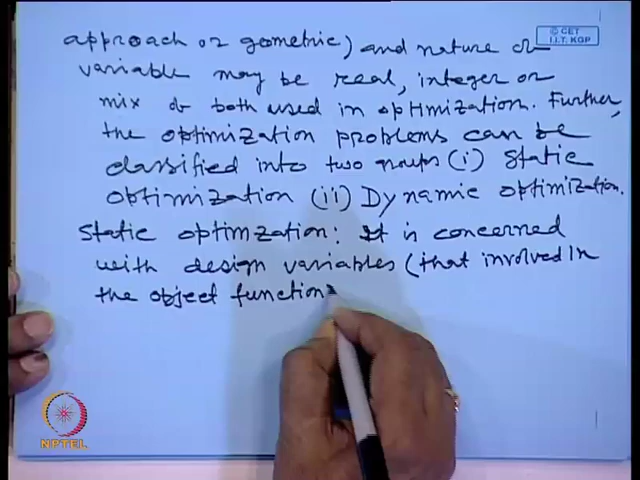 © CET
I.I.T. KGP
approach or gometric) and nature of
variable may be real, integer or
mix of both used in optimization. Further,
the optimization problems can be
classified into two groups (i) Static
optimization (ii) Dynamic optimization.
Static optimzation: It is concerned
with design variables (that involved in
the object function
NPTEL